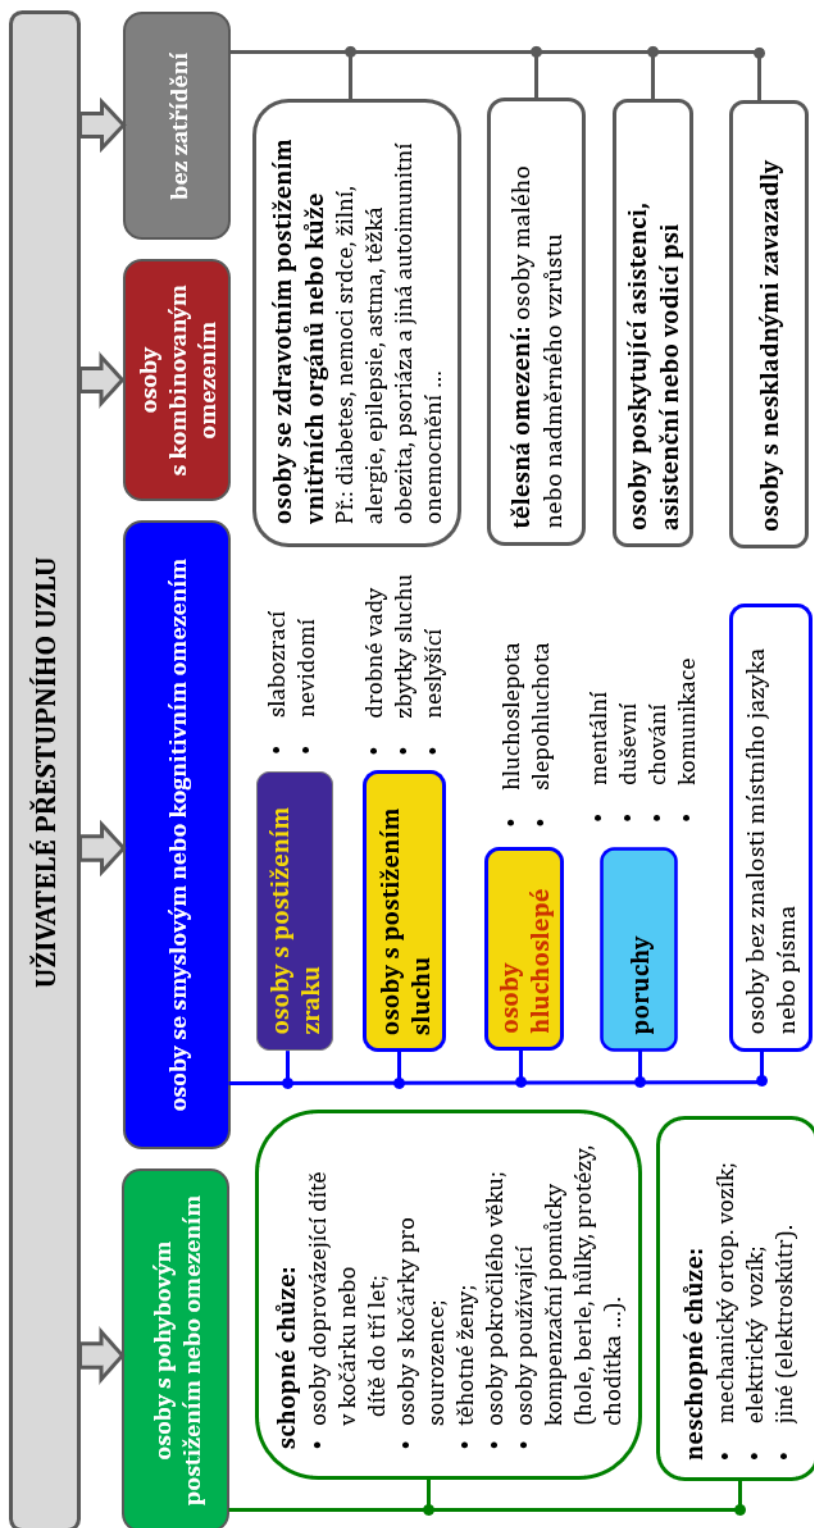 UŽIVATELÉ PŘESTUPNÍHO UZLU
osoby s pohybovým
postižením nebo omezením
schopné chůze:
• osoby doprovázející dítě
v kočárku nebo
dítě do tří let;
• osoby s kočárky pro
sourozence;
• těhotné ženy;
• osoby pokročilého věku;
• osoby používající
kompenzační pomůcky
(hole, berle, hůlky, protézy,
chodítka ...).
neschopné chůze:
• mechanický ortop. vozík;
• elektrický vozík;
• jiné (elektroskútr).
osoby se smyslovým nebo kognitivním omezením
osoby s postižením
zraku
• slabozrací
• nevidomí
osoby s postižením
sluchu
• drobné vady
• zbytky sluchu
• neslyšící
osoby
hluchoslepé
• hluchoslepota
• slepohluchota
poruchy
• mentální
• duševní
• chování
• komunikace
osoby bez znalosti místního jazyka
nebo písma
osoby
s kombinovaným
omezením
bez zatřídění
osoby se zdravotním postižením
vnitřních orgánů nebo kůže
Př.: diabetes, nemoci srdce, žilní,
alergie, epilepsie, astma, těžká
obezita, psoriáza a jiná autoimunitní
onemocnění ...
tělesná omezení: osoby malého
nebo nadměrného vzrůstu
osoby poskytující asistenci,
asistenční nebo vodicí psi
osoby s neskladnými zavazadly